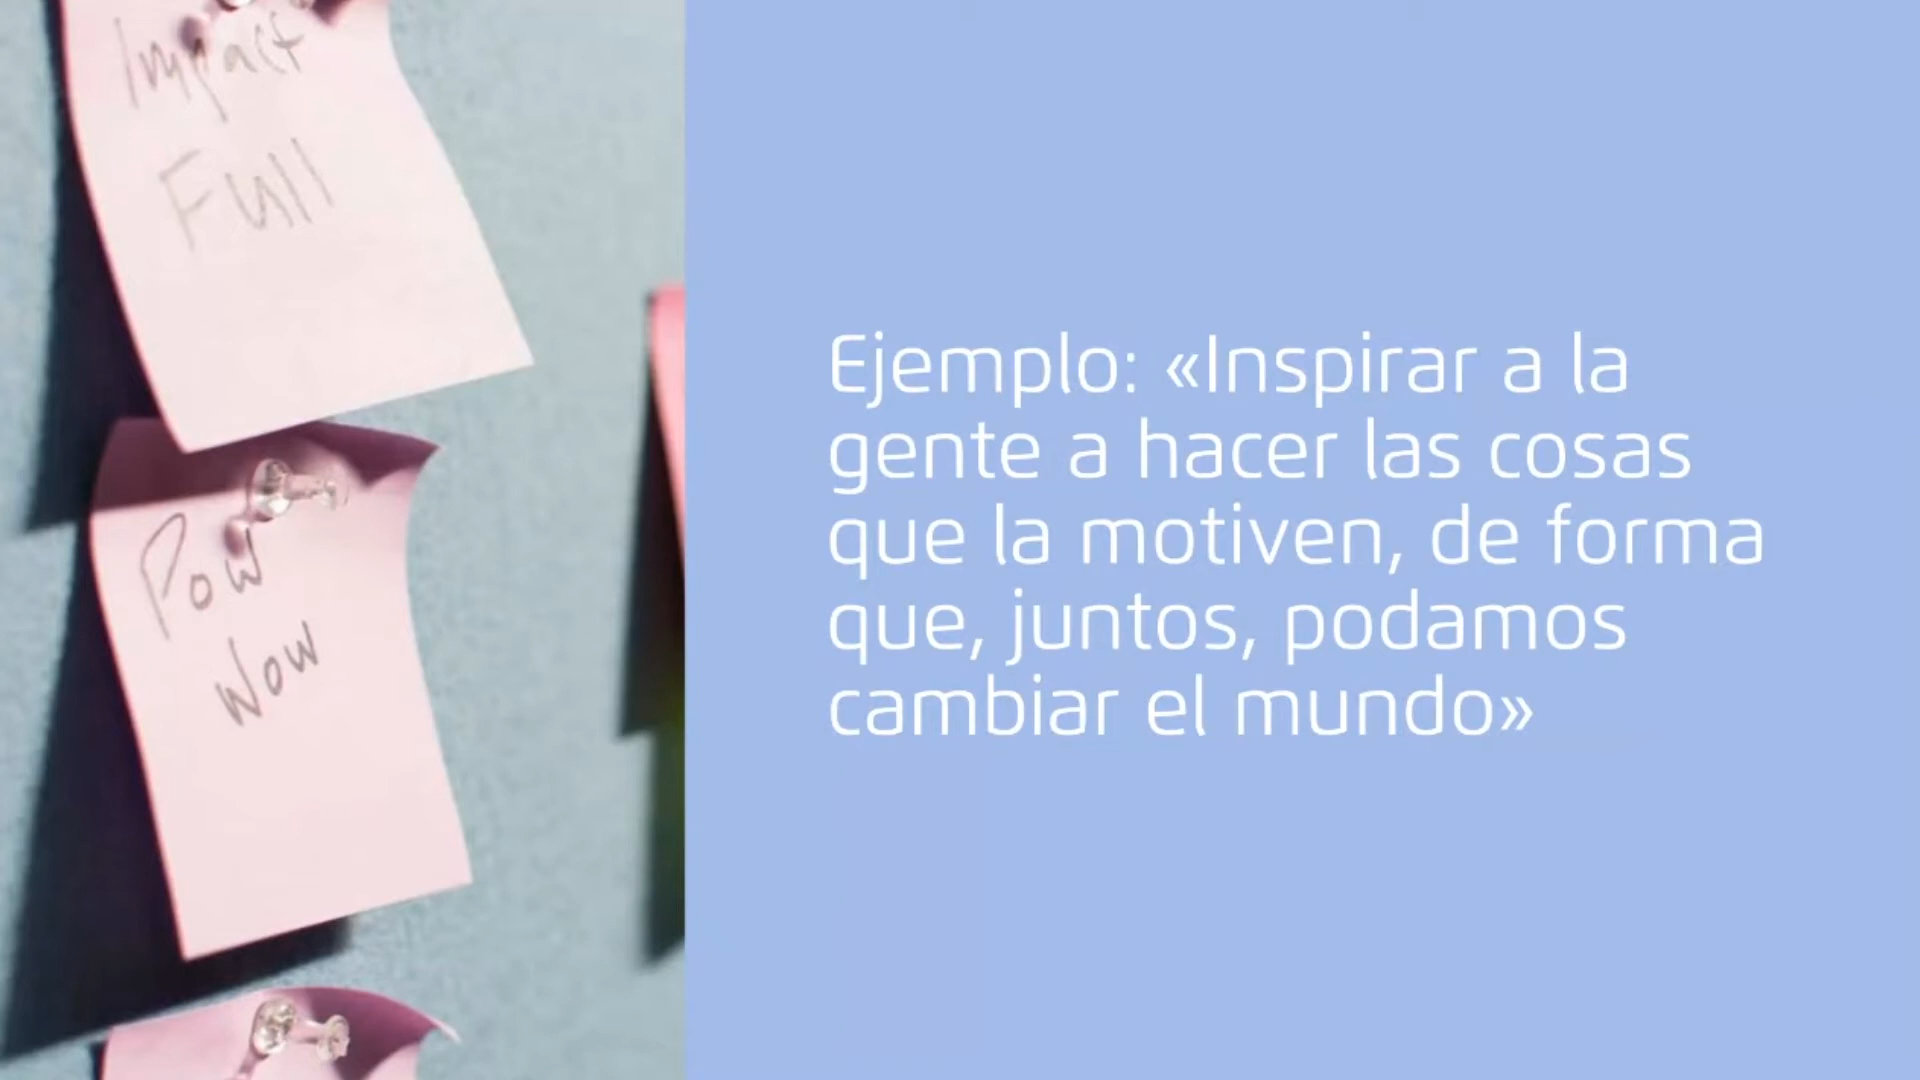 Impact
Full
Pow
Wow
Ejemplo: «Inspirar a la
gente a hacer las cosas
que la motiven, de forma
que, juntos, podamos
cambiar el mundo»